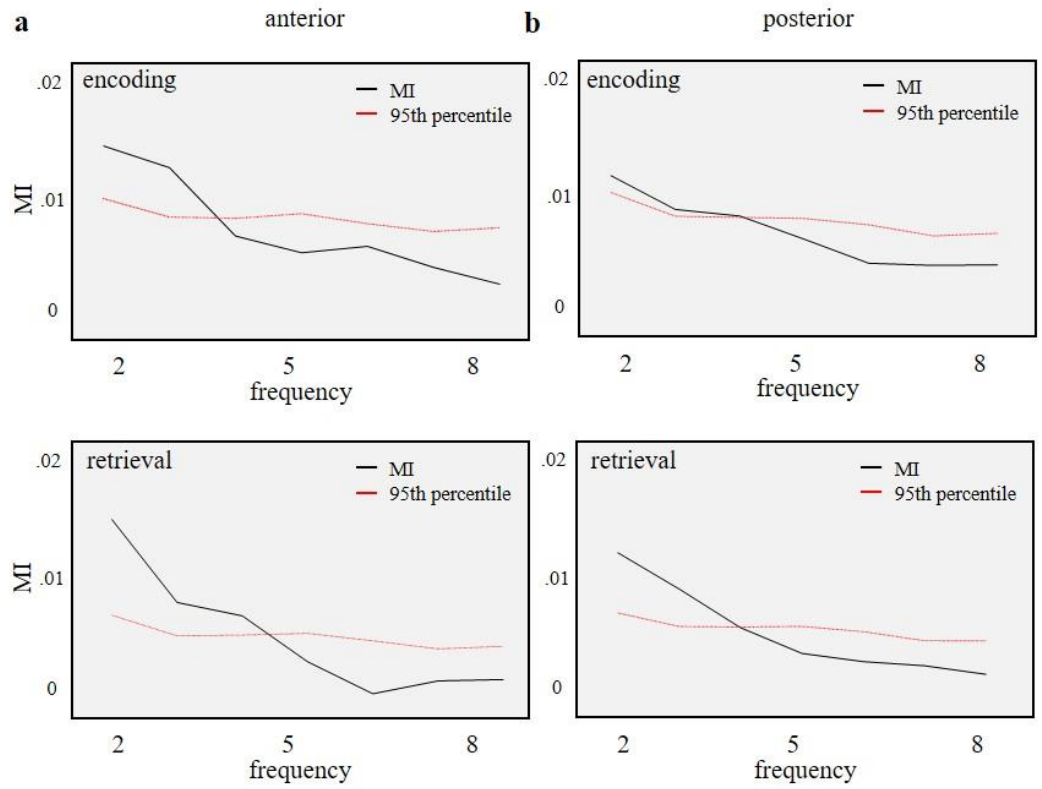 a
anterior
b
posterior
encoding
MI
95th percentile
.02
.01
0
MI
2
5
8
frequency
encoding
MI
95th percentile
.02
.01
0
2
5
8
frequency
retrieval
MI
95th percentile
.02
.01
0
MI
2
5
8
frequency
retrieval
MI
95th percentile
.02
.01
0
2
5
8
frequency